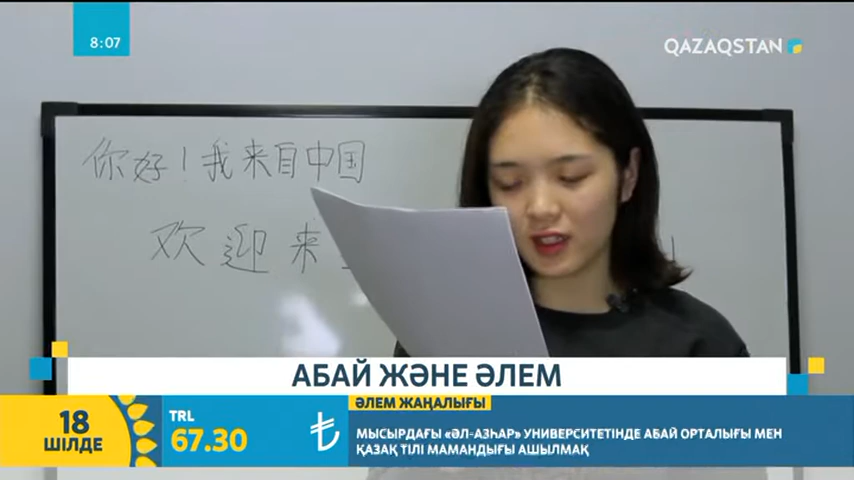 8:07
QAZAQSTAN
你好！我来自中国
欢迎来
АБАЙ ЖӘНЕ ӘЛЕМ
ӘЛЕМ ЖАҢАЛЫҒЫ
18
ШІЛДЕ
TRL
67.30
₺
МЫСЫРДАҒЫ «ӘЛ-АЗҺАР» УНИВЕРСИТЕТІНДЕ АБАЙ ОРТАЛЫҒЫ МЕН
ҚАЗАҚ ТІЛІ МАМАНДЫҒЫ АШЫЛМАҚ